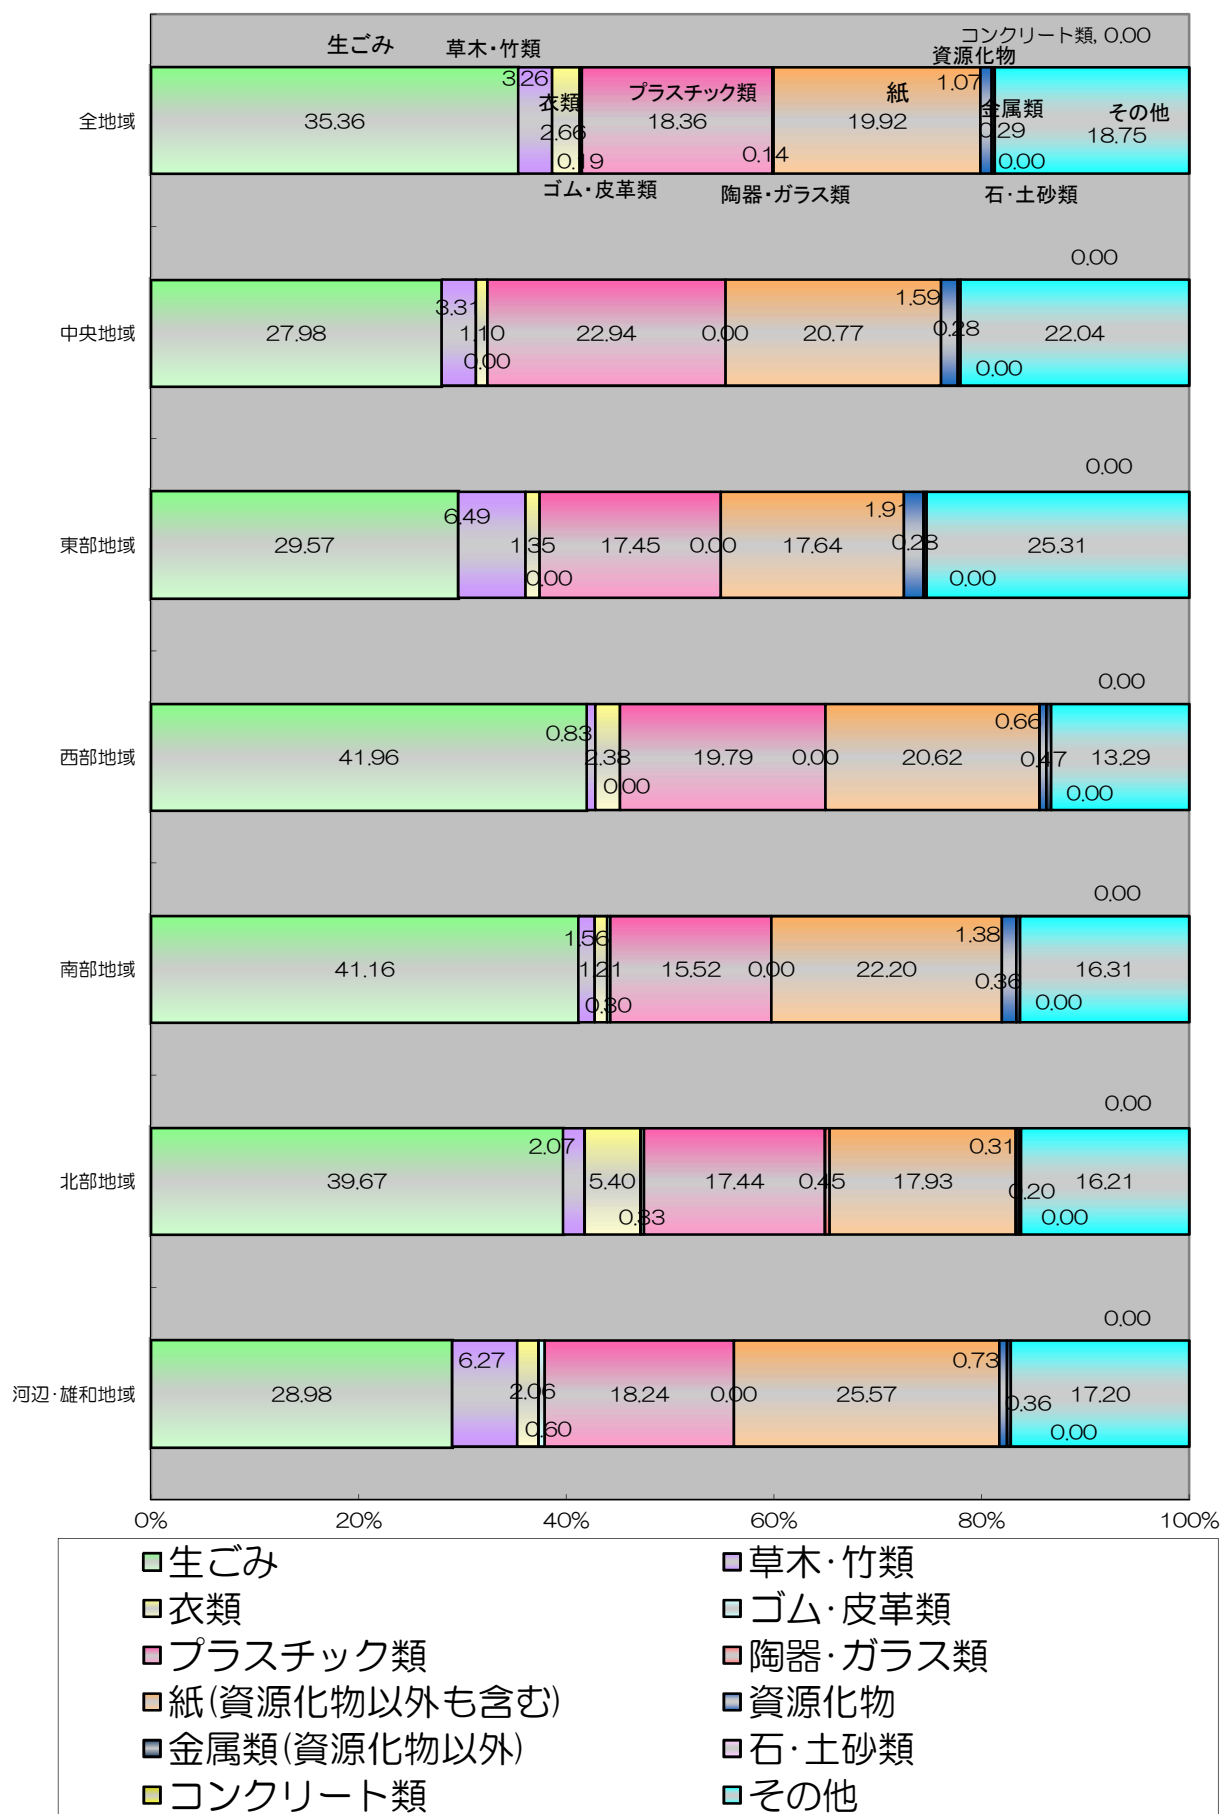 コンクリート類, 0.00
生ごみ 草木・竹類 資源化物
3.26 1.07
衣類 プラスチック類 紙 金属類 その他
全地域 35.36 2.66 18.36 19.92 0.29 18.75
0.19 0.14 0.00
ゴム・皮革類 陶器・ガラス類 石・土砂類
0.00
3.31 1.59
中央地域 27.98 1.10 22.94 0.00 20.77 0.28 22.04
0.00 0.00
0.00
6.49 1.91
東部地域 29.57 1.35 17.45 0.00 17.64 0.28 25.31
0.00 0.00
0.00
0.83 0.66
西部地域 41.96 2.38 19.79 0.00 20.62 0.47 13.29
0.00 0.00
0.00
1.56 1.38
南部地域 41.16 1.21 15.52 0.00 22.20 0.36 16.31
0.30 0.00
0.00
2.07 0.31
北部地域 39.67 5.40 17.44 0.45 17.93 0.20 16.21
0.33 0.00
0.00
6.27 0.73
河辺・雄和地域 28.98 2.06 18.24 0.00 25.57 0.36 17.20
0.60 0.00
0% 20% 40% 60% 80% 100%
生ごみ 草木・竹類
衣類 ゴム・皮革類
プラスチック類 陶器・ガラス類
紙(資源化物以外も含む) 資源化物
金属類(資源化物以外) 石・土砂類
コンクリート類 その他